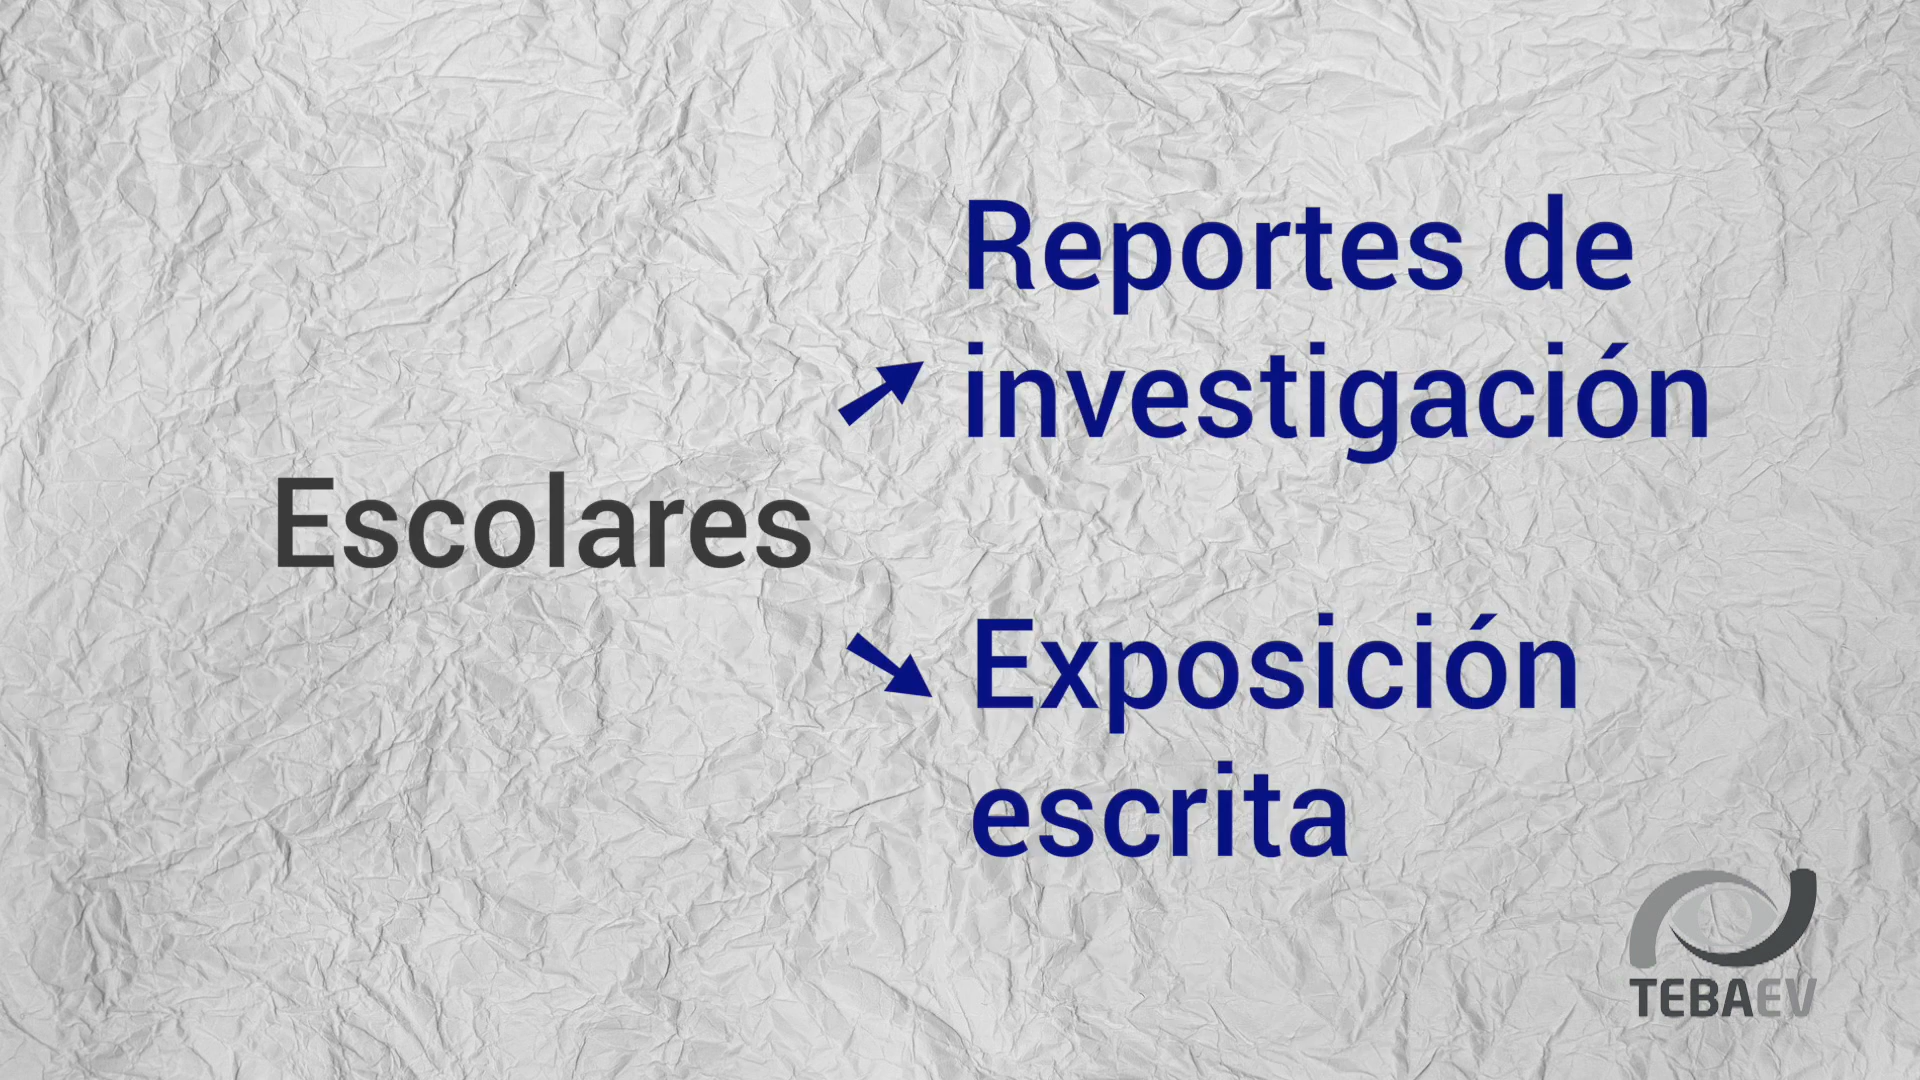 Escolares
Reportes de
investigación
Exposición
escrita
TEBAEV